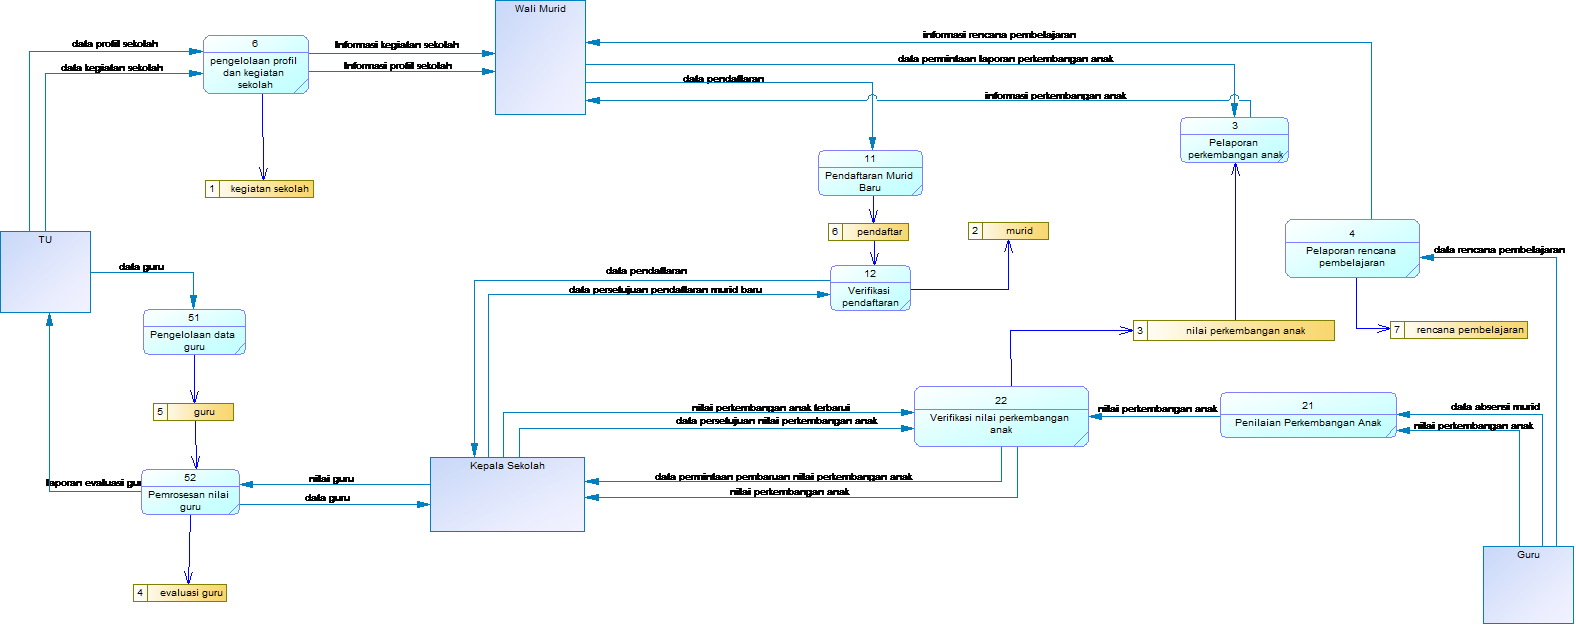 Wali Murid
informasi rencana pembelajaran
data profil sekolah
6
pengelolaan profil
dan kegiatan
sekolah
Informasi kegiatan sekolah
Informasi profil sekolah
data kegiatan sekolah
data permintaan laporan perkembangan anak
data pendaftaran
informasi perkembangan anak
3
Pelaporan
perkembangan anak
11
Pendaftaran Murid
Baru
1
kegiatan sekolah
6
pendaftar
2
murid
TU
4
Pelaporan rencana
pembelajaran
data rencana pembelajaran
data guru
data pendaftaran
12
Verifikasi
pendaftaran
data persetujuan pendaftaran murid baru
51
Pengelolaan data
guru
3
nilai perkembangan anak
7
rencana pembelajaran
5
guru
nilai perkembangan anak terbarui
data persetujuan nilai perkembangan anak
22
Verifikasi nilai perkembangan
anak
nilai perkembangan anak
21
Penilaian Perkembangan Anak
data absensi murid
nilai perkembangan anak
Kepala Sekolah
laporan evaluasi gur
52
Pemrosesan nilai
guru
nilai guru
data guru
data permintaan pembaruan nilai perkembangan anak
nilai perkembangan anak
Guru
4
evaluasi guru